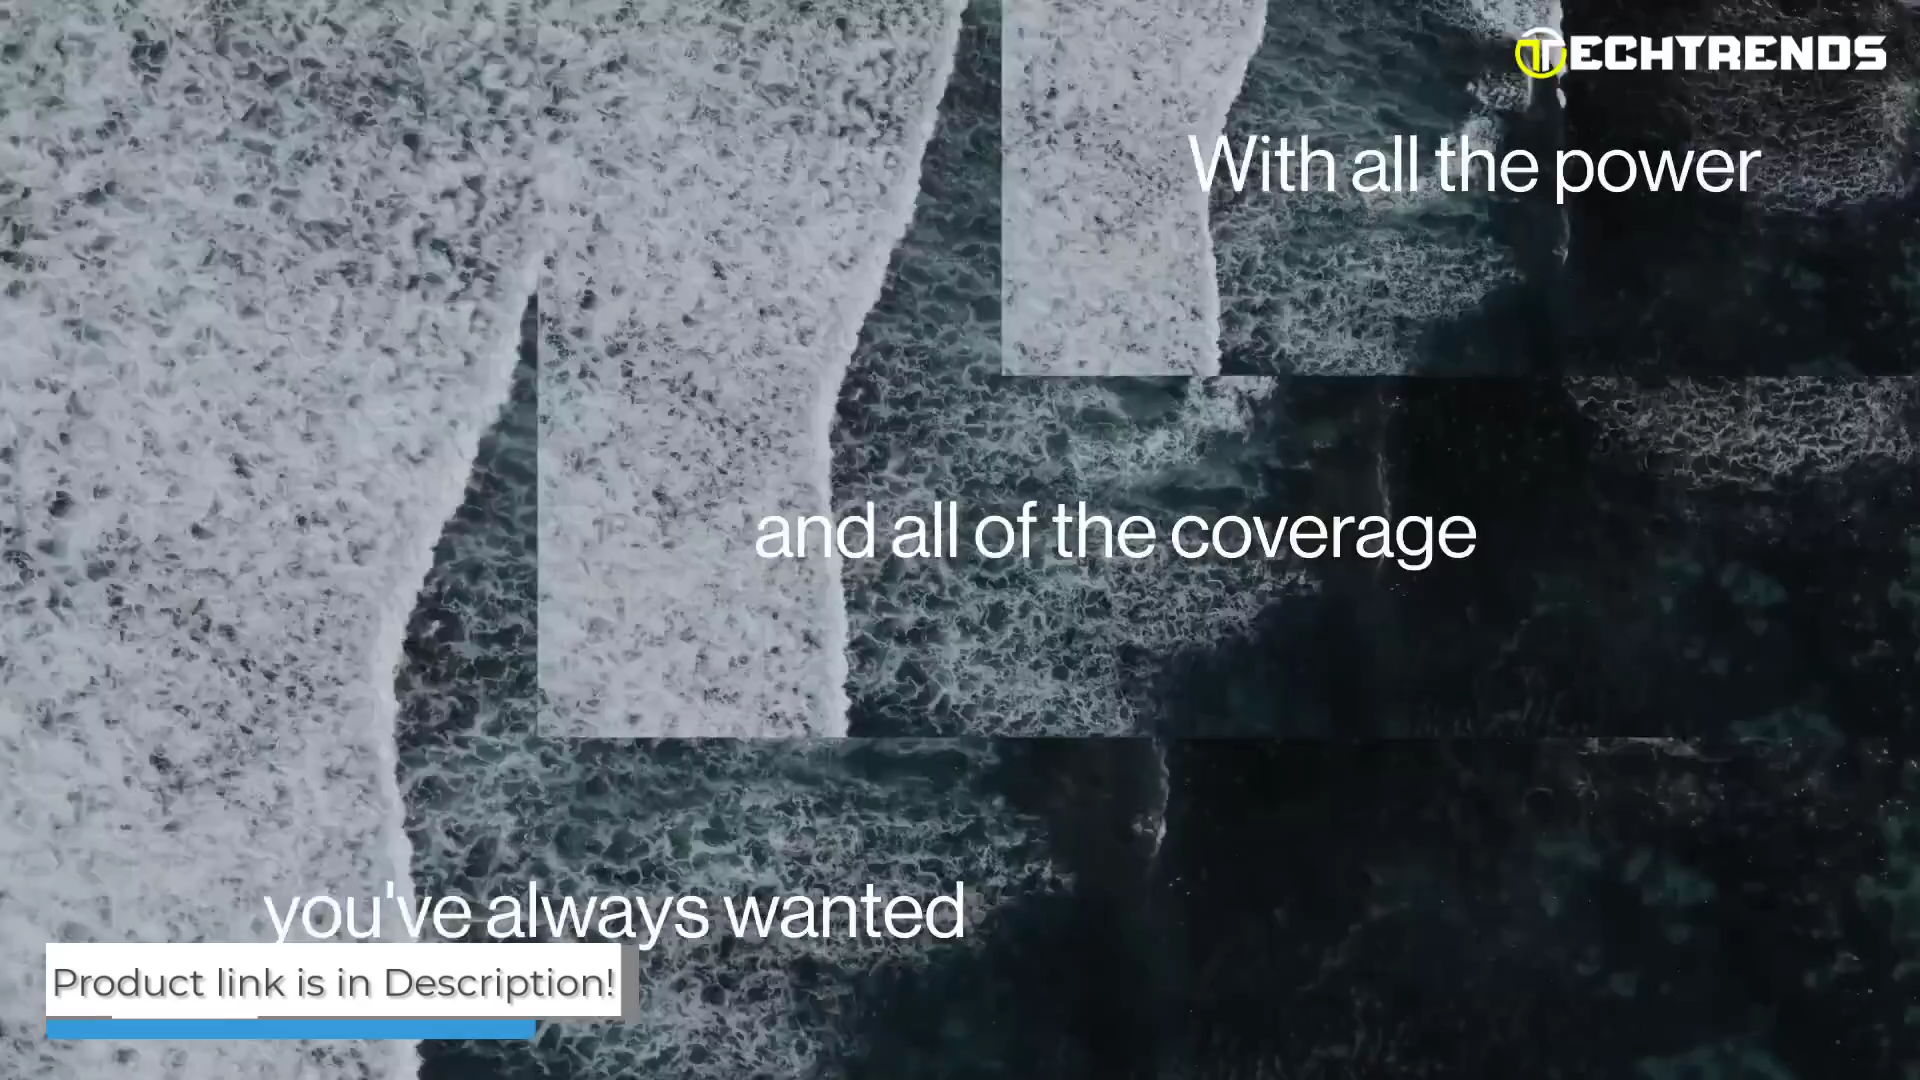 TECHTRENDS
With all the power
and all of the coverage
you've always wanted
Product link is in Description!